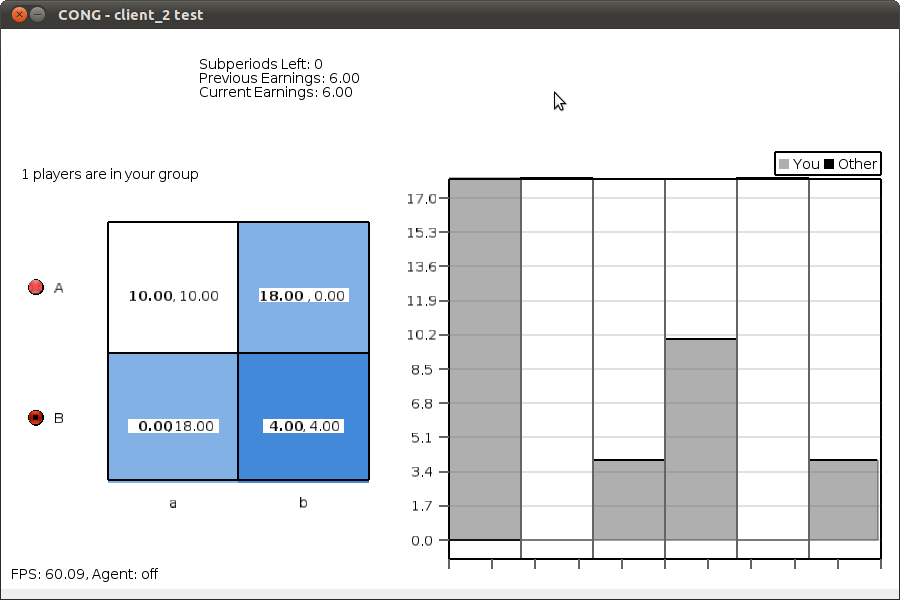 CONG - client_2 test
Subperiods Left: 0
Previous Earnings: 6.00
Current Earnings: 6.00
1 players are in your group
You Other
A
10.00, 10.00
18.00 , 0.00
B
0.00, 18.00
4.00, 4.00
a b
17.0
15.3
13.6
11.9
10.2
8.5
6.8
5.1
3.4
1.7
0.0
FPS: 60.09, Agent: off